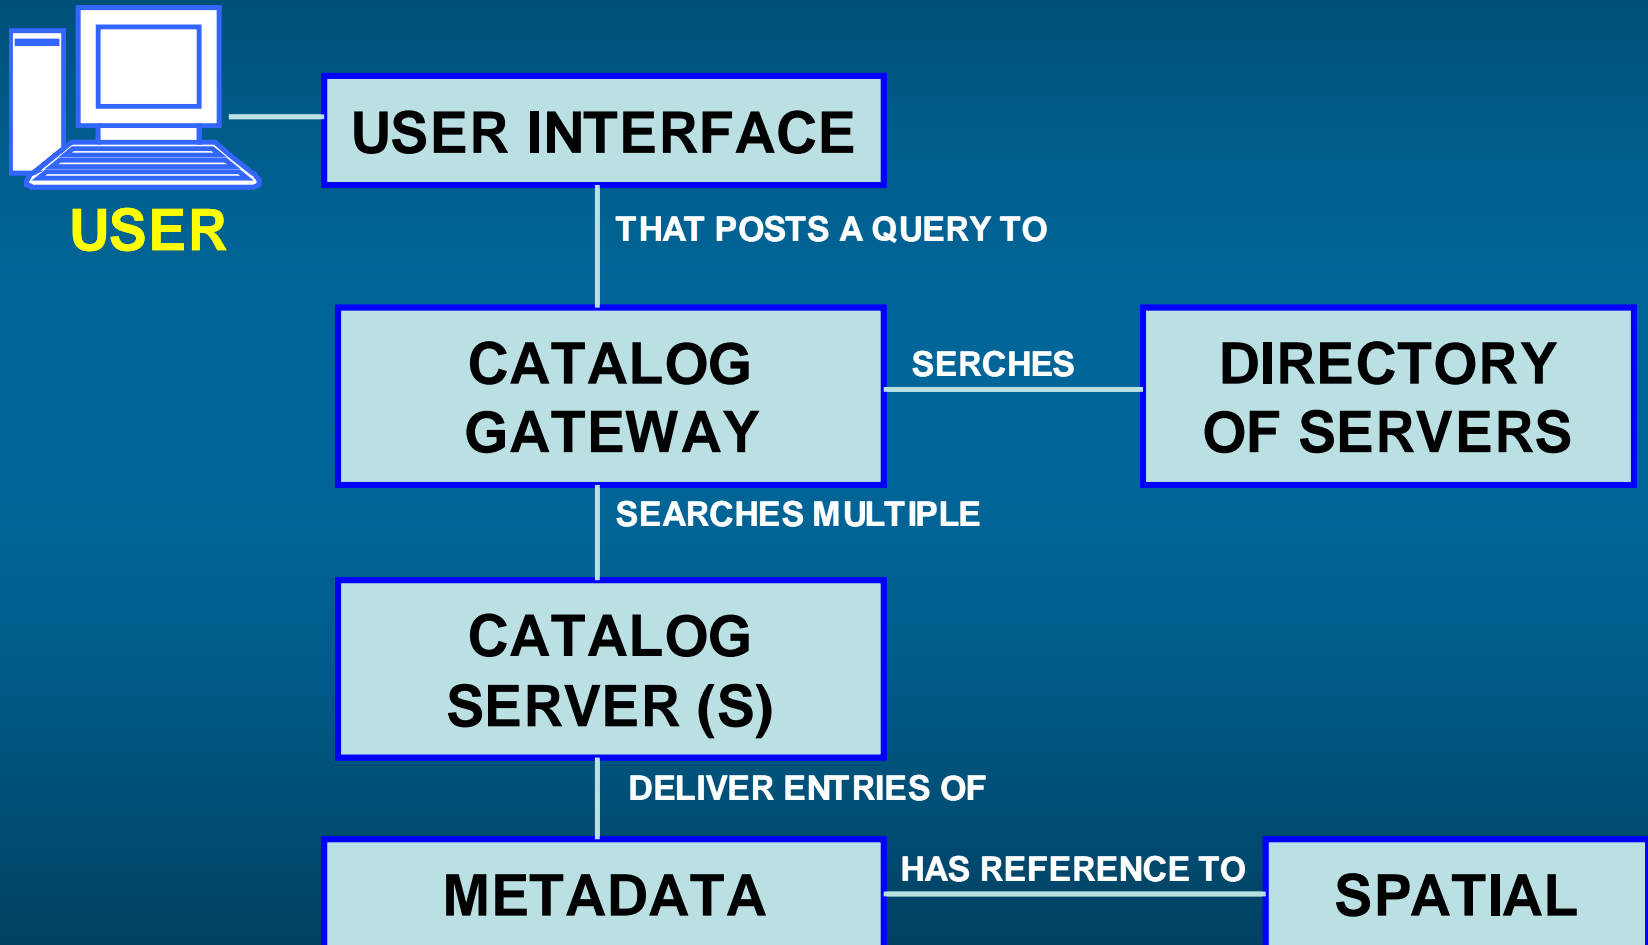 USER INTERFACE
USER
THAT POSTS A QUERY TO
CATALOG
GATEWAY
SERCHES
DIRECTORY
OF SERVERS
SEARCHES MULTIPLE
CATALOG
SERVER (S)
DELIVER ENTRIES OF
METADATA
HAS REFERENCE TO
SPATIAL